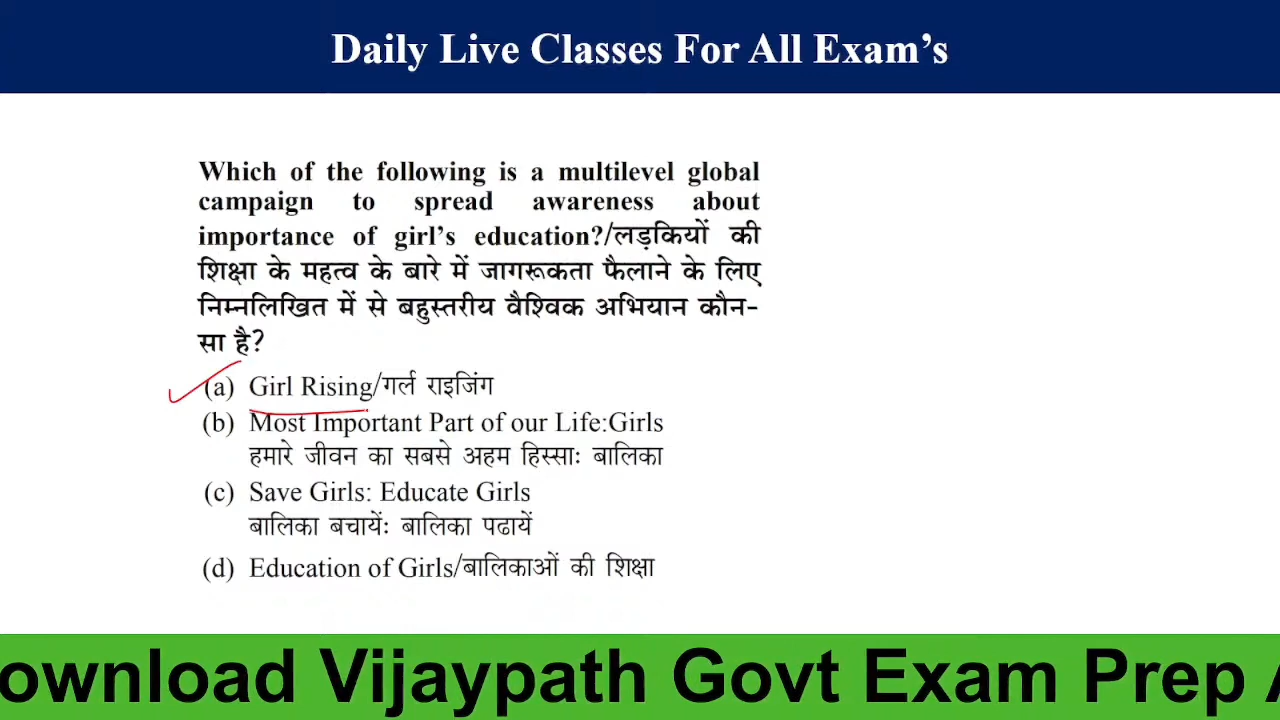 Daily Live Classes For All Exam’s
Which of the following is a multilevel global
campaign to spread awareness about
importance of girl’s education?/लड़कियों की
शिक्षा के महत्व के बारे में जागरूकता फैलाने के लिए
निम्नलिखित में से बहुस्तरीय वैश्विक अभियान कौन-
सा है?
(a) Girl Rising/गर्ल राइजिंग
(b) Most Important Part of our Life:Girls
हमारे जीवन का सबसे अहम हिस्साः बालिका
(c) Save Girls: Educate Girls
बालिका बचायेंः बालिका पढायें
(d) Education of Girls/बालिकाओं की शिक्षा
ownload Vijaypath Govt Exam Prep A